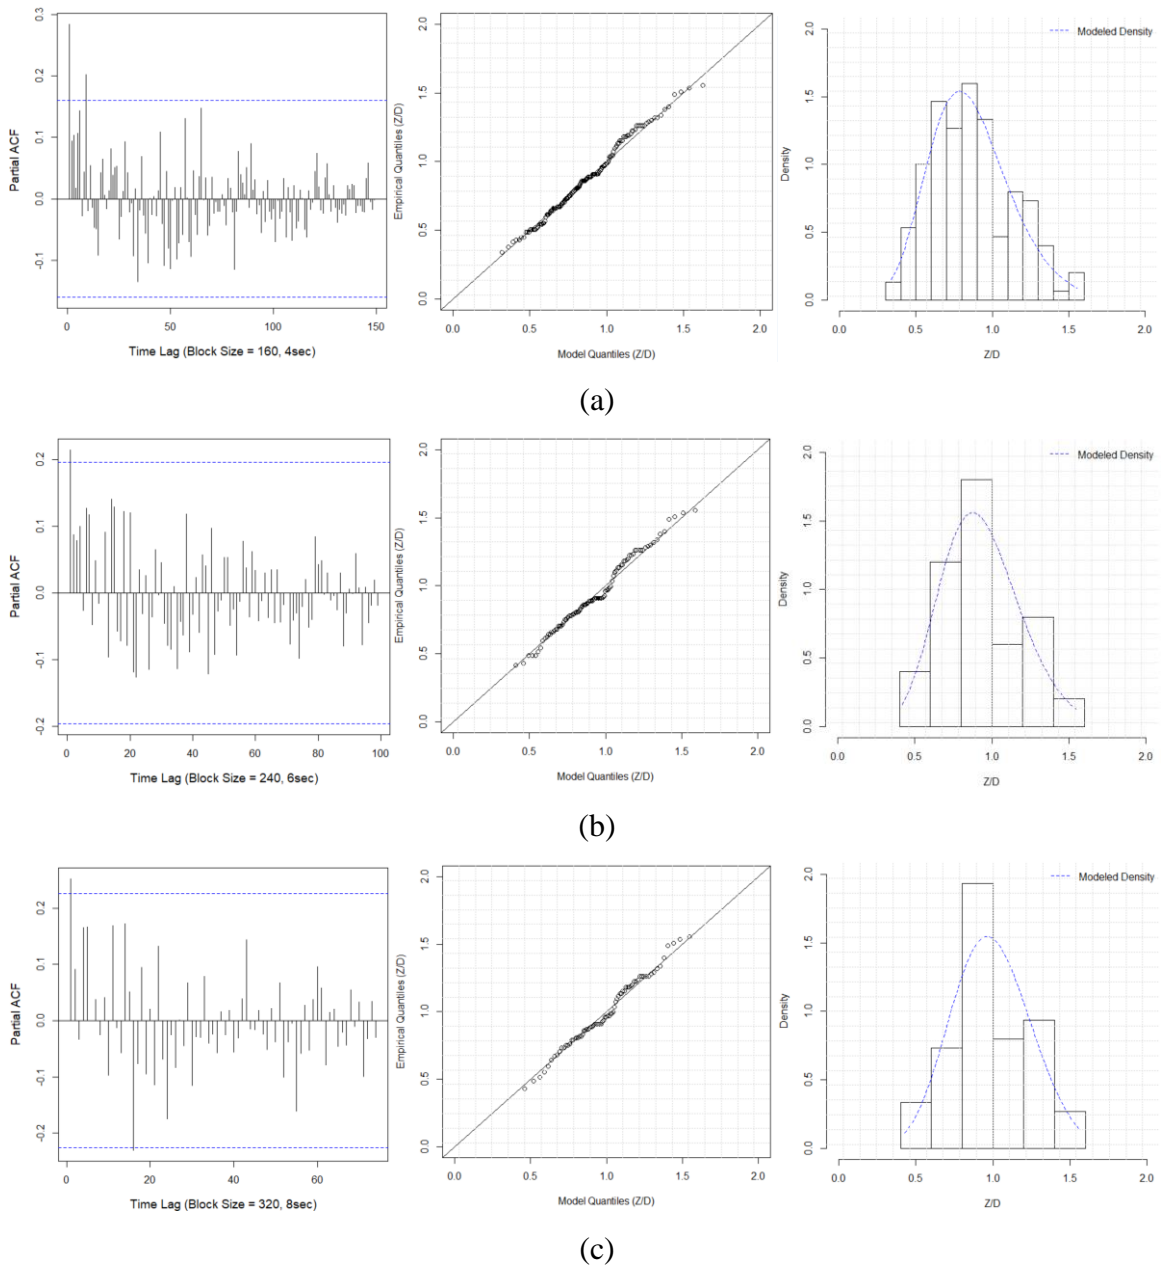 Partial ACF
0.3
0.2
0.1
0.0
-0.1
0 50 100 150
Time Lag (Block Size = 160, 4sec)
Empirical Quantiles (Z/D)
2.0
1.5
1.0
0.5
0.0
0.0 0.5 1.0 1.5 2.0
Model Quantiles (Z/D)
Modeled Density
Density
2.0
1.5
1.0
0.5
0.0
0.0 0.5 1.0 1.5 2.0
Z/D
(a)
Partial ACF
0.2
0.1
0.0
-0.1
-0.2
0 20 40 60 80 100
Time Lag (Block Size = 240, 6sec)
Empirical Quantiles (Z/D)
2.0
1.5
1.0
0.5
0.0
0.0 0.5 1.0 1.5 2.0
Model Quantiles (Z/D)
Modeled Density
Density
2.0
1.5
1.0
0.5
0.0
0.0 0.5 1.0 1.5 2.0
Z/D
(b)
Partial ACF
0.2
0.1
0.0
-0.1
-0.2
0 20 40 60
Time Lag (Block Size = 320, 8sec)
Empirical Quantiles (Z/D)
2.0
1.5
1.0
0.5
0.0
0.0 0.5 1.0 1.5 2.0
Model Quantiles (Z/D)
Modeled Density
Density
2.0
1.5
1.0
0.5
0.0
0.0 0.5 1.0 1.5 2.0
Z/D
(c)